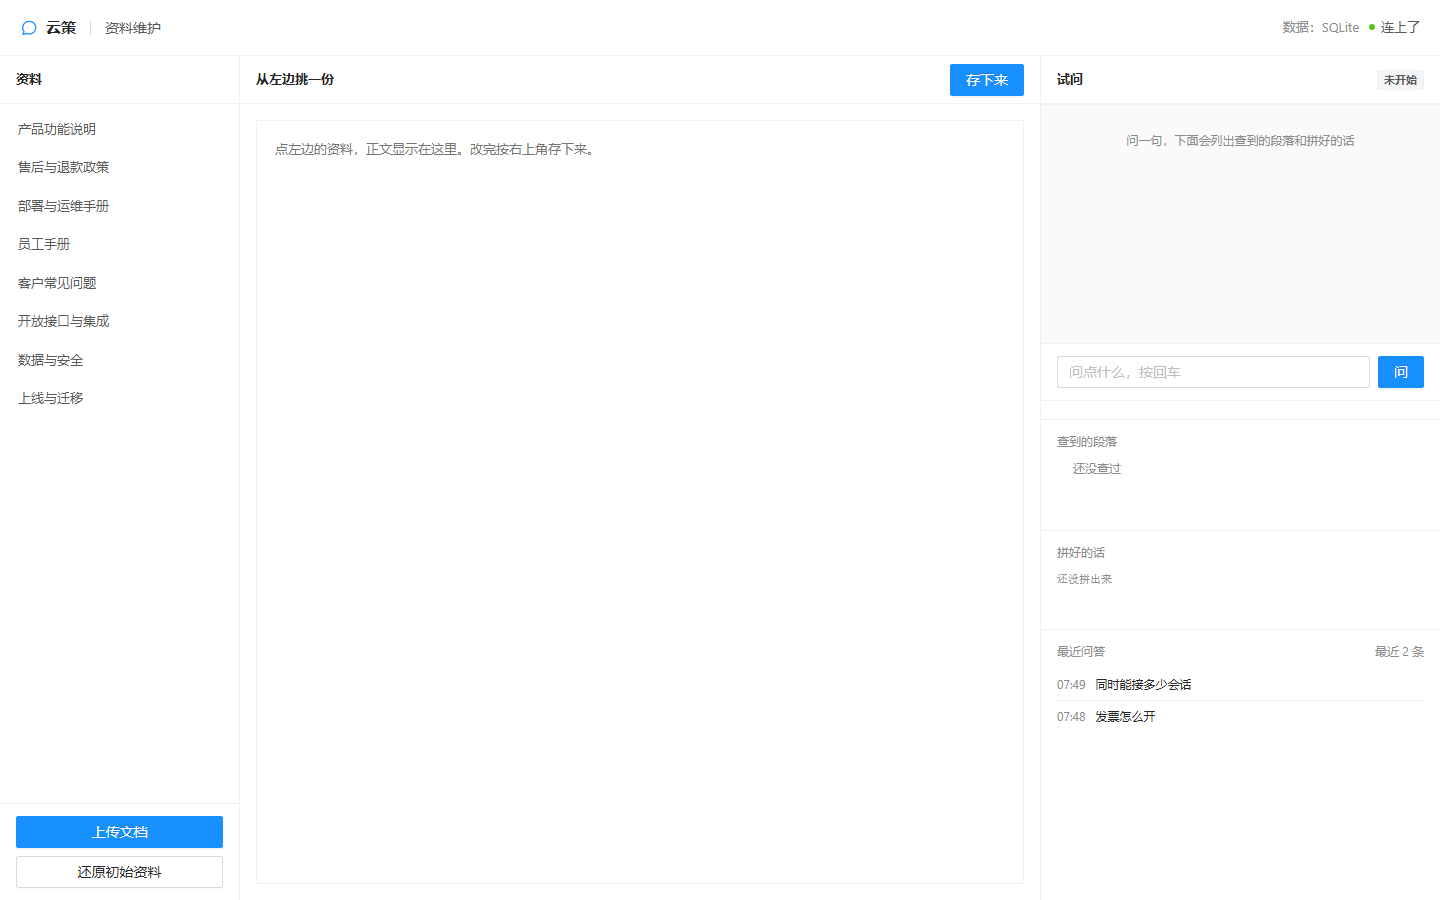 云策
资料维护
数据：SQLite
连上了
资料
产品功能说明
售后与退款政策
部署与运维手册
员工手册
客户常见问题
开放接口与集成
数据与安全
上线与迁移
上传文档
还原初始资料
从左边挑一份
存下来
点左边的资料，正文显示在这里。改完按右上角存下来。
试问
未开始
问一句，下面会列出查到的段落和拼好的话
问点什么，按回车
问
查到的段落
还没查过
拼好的话
还没拼出来
最近问答
最近 2 条
07:49 同时能接多少会话
07:48 发票怎么开